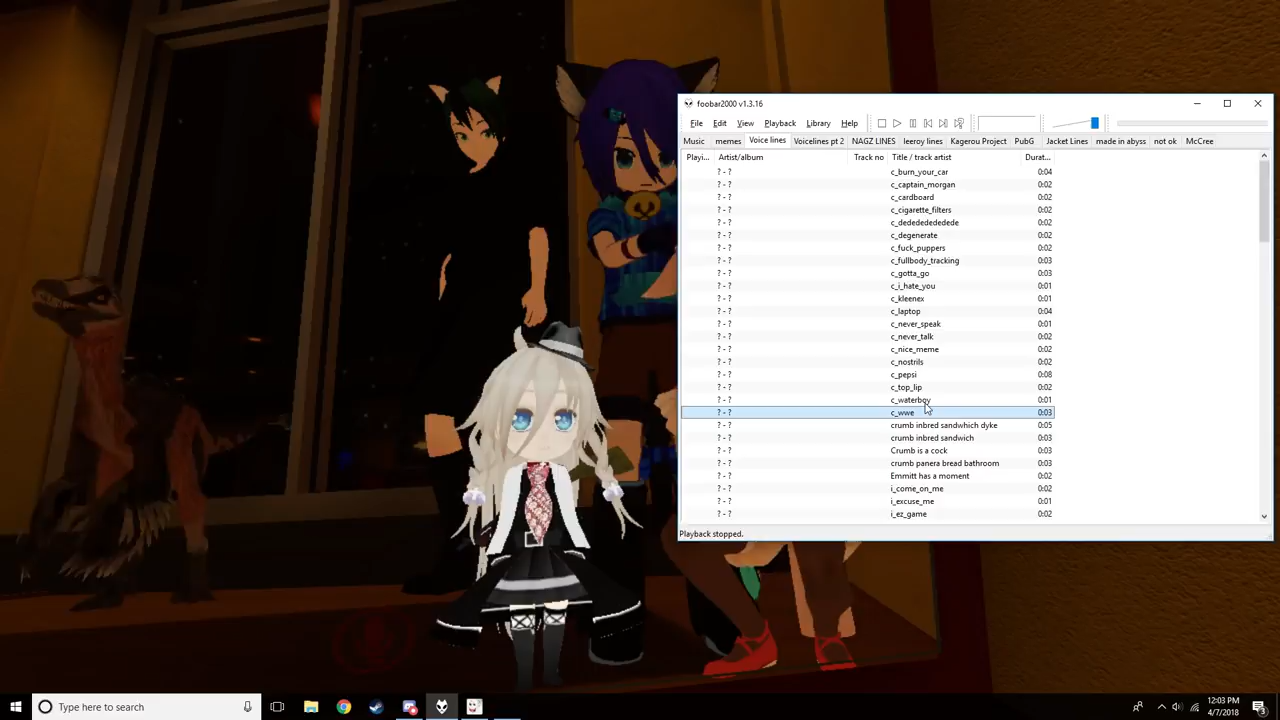 foobar2000 v1.3.16
File Edit View Playback Library Help
Music memes Voice lines Voicelines pt 2 NAGZ LINES leeroy lines Kagerou Project PubG Jacket Lines made in abyss not ok McCree
Playi... Artist/album Track no Title / track artist Durat...
? - ? c_burn_your_car 0:04
? - ? c_captain_morgan 0:02
? - ? c_cardboard 0:02
? - ? c_cigarette_filters 0:02
? - ? c_dedededededede 0:02
? - ? c_degenerate 0:02
? - ? c_fuck_puppers 0:02
? - ? c_fullbody_tracking 0:03
? - ? c_gotta_go 0:03
? - ? c_i_hate_you 0:01
? - ? c_kleenex 0:01
? - ? c_laptop 0:04
? - ? c_never_speak 0:01
? - ? c_never_talk 0:02
? - ? c_nice_meme 0:02
? - ? c_nostrils 0:02
? - ? c_pepsi 0:08
? - ? c_top_lip 0:02
? - ? c_waterboy 0:01
? - ? c_wwe 0:03
? - ? crumb inbred sandwhich dyke 0:05
? - ? crumb inbred sandwich 0:03
? - ? Crumb is a cock 0:03
? - ? crumb panera bread bathroom 0:03
? - ? Emmitt has a moment 0:02
? - ? i_come_on_me 0:02
? - ? i_excuse_me 0:01
? - ? i_ez_game 0:02
Playback stopped.
Type here to search
12:03 PM
4/7/2018
3